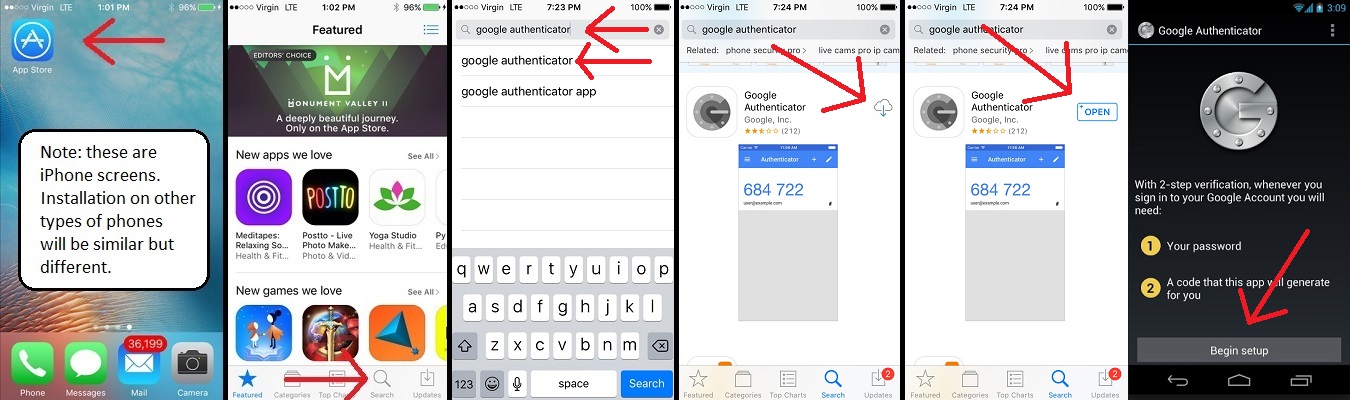 Virgin LTE 1:01 PM 96%
App Store
Note: these are
iPhone screens.
Installation on other
types of phones
will be similar but
different.
36,199
Phone Messages Mail Camera
Virgin LTE 1:02 PM 96%
Featured
EDITORS' CHOICE
MONUMENT VALLEY II
A deeply beautiful journey.
Only on the App Store.
New apps we love See All >
POSTTO
Meditapes: Postto - Live Yoga Studio Py
Relaxing So... Photo Make... Health & Fit...
Health & Fit... Photo & Vid...
New games we love See All >
Featured Categories Top Charts Search Updates
Virgin LTE 7:23 PM 100%
google authenticator
google authenticator
google authenticator app
q w e r t y u i o p
a s d f g h j k l
z x c v b n m
123 space Search
Virgin LTE 7:24 PM 100%
google authenticator
Related: phone security pro > live cams pro ip cam
Google
Authenticator
Google, Inc.
(212)
Authenticator
684 722
user@example.com
2
Featured Categories Top Charts Search Updates
Virgin LTE 7:24 PM 100%
google authenticator
Related: phone security pro > live cams pro ip cam
Google
Authenticator
Google, Inc.
(212)
+OPEN
Authenticator
684 722
user@example.com
2
Featured Categories Top Charts Search Updates
3:09
Google Authenticator
With 2-step verification, whenever you
sign in to your Google Account you will
need:
1 Your password
2 A code that this app will generate
for you
Begin setup